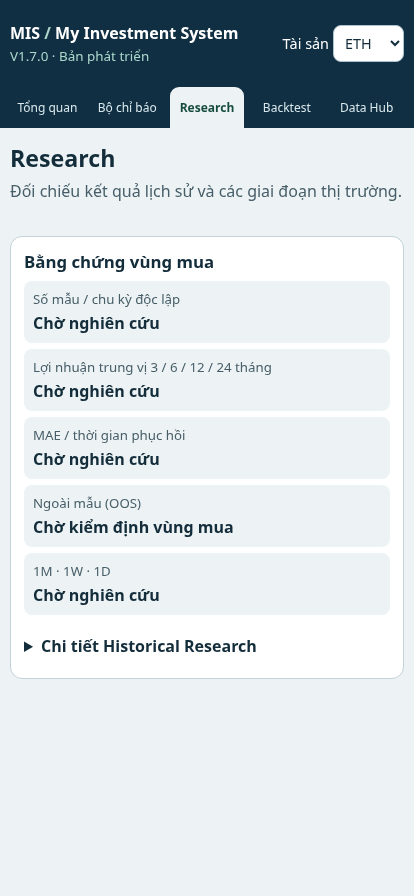 MIS / My Investment System
V1.7.0 · Bản phát triển
Tài sản ETH
Tổng quan Bộ chỉ báo Research Backtest Data Hub
Research
Đối chiếu kết quả lịch sử và các giai đoạn thị trường.
Bằng chứng vùng mua
Số mẫu / chu kỳ độc lập
Chờ nghiên cứu
Lợi nhuận trung vị 3 / 6 / 12 / 24 tháng
Chờ nghiên cứu
MAE / thời gian phục hồi
Chờ nghiên cứu
Ngoài mẫu (OOS)
Chờ kiểm định vùng mua
1M · 1W · 1D
Chờ nghiên cứu
Chi tiết Historical Research